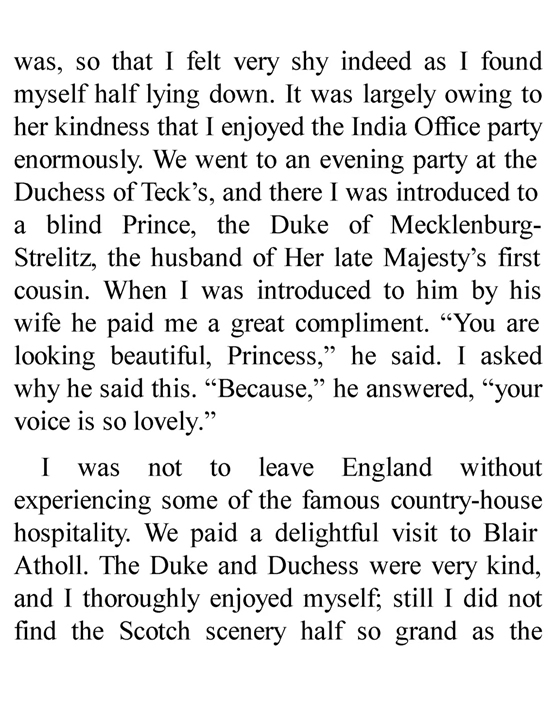 was, so that I felt very shy indeed as I found
myself half lying down. It was largely owing to
her kindness that I enjoyed the India Office party
enormously. We went to an evening party at the
Duchess of Teck’s, and there I was introduced to
a blind Prince, the Duke of Mecklenburg-
Strelitz, the husband of Her late Majesty’s first
cousin. When I was introduced to him by his
wife he paid me a great compliment. “You are
looking beautiful, Princess,” he said. I asked
why he said this. “Because,” he answered, “your
voice is so lovely.”
I was not to leave England without
experiencing some of the famous country-house
hospitality. We paid a delightful visit to Blair
Atholl. The Duke and Duchess were very kind,
and I thoroughly enjoyed myself; still I did not
find the Scotch scenery half so grand as the